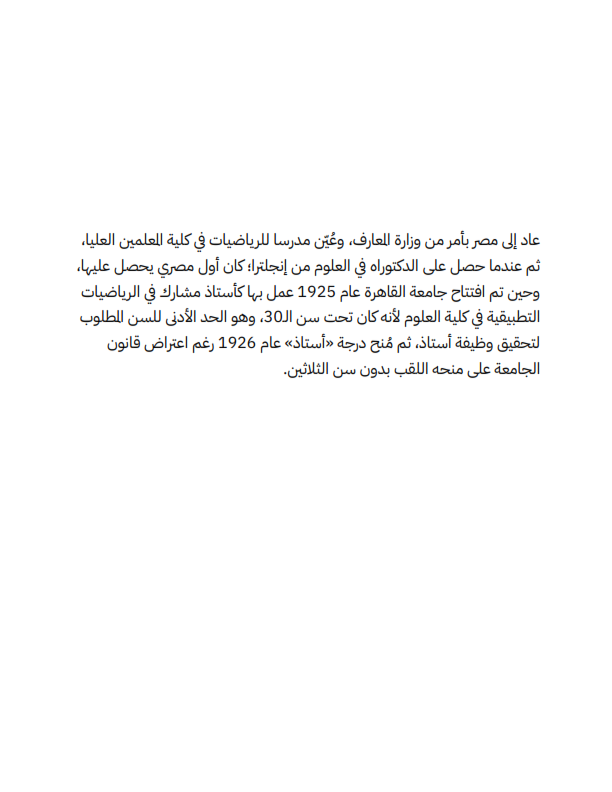 عاد إلى مصر بأمر من وزارة المعارف، وعُيّن مدرسا للرياضيات في كلية المعلمين العليا،
ثم عندما حصل على الدكتوراه في العلوم من إنجلترا؛ كان أول مصري يحصل عليها،
وحين تم افتتاح جامعة القاهرة عام 1925 عمل بها كأستاذ مشارك في الرياضيات
التطبيقية في كلية العلوم لأنه كان تحت سن الـ30، وهو الحد الأدنى للسن المطلوب
لتحقيق وظيفة أستاذ، ثم مُنح درجة «أستاذ» عام 1926 رغم اعتراض قانون
الجامعة على منحه اللقب بدون سن الثلاثين.